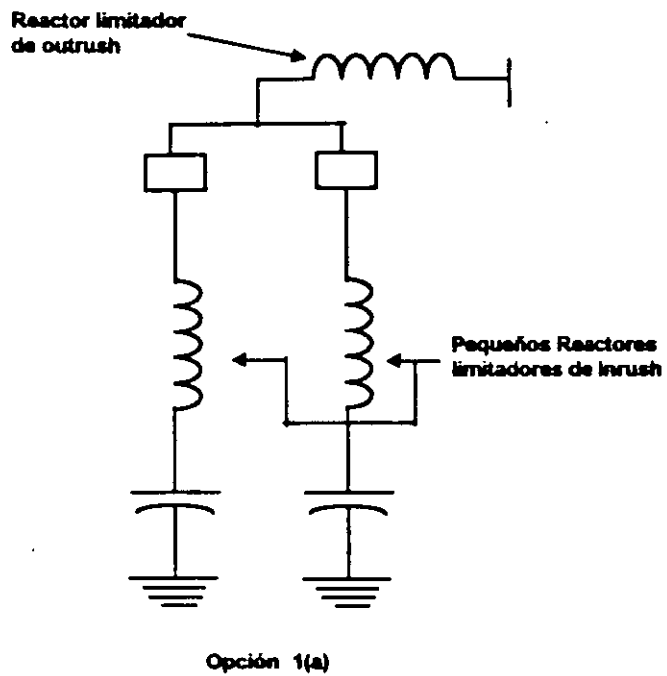 Reactor limitador
de outrush
Pequeños Reactores
limitadores de Inrush
Opción 1(a)